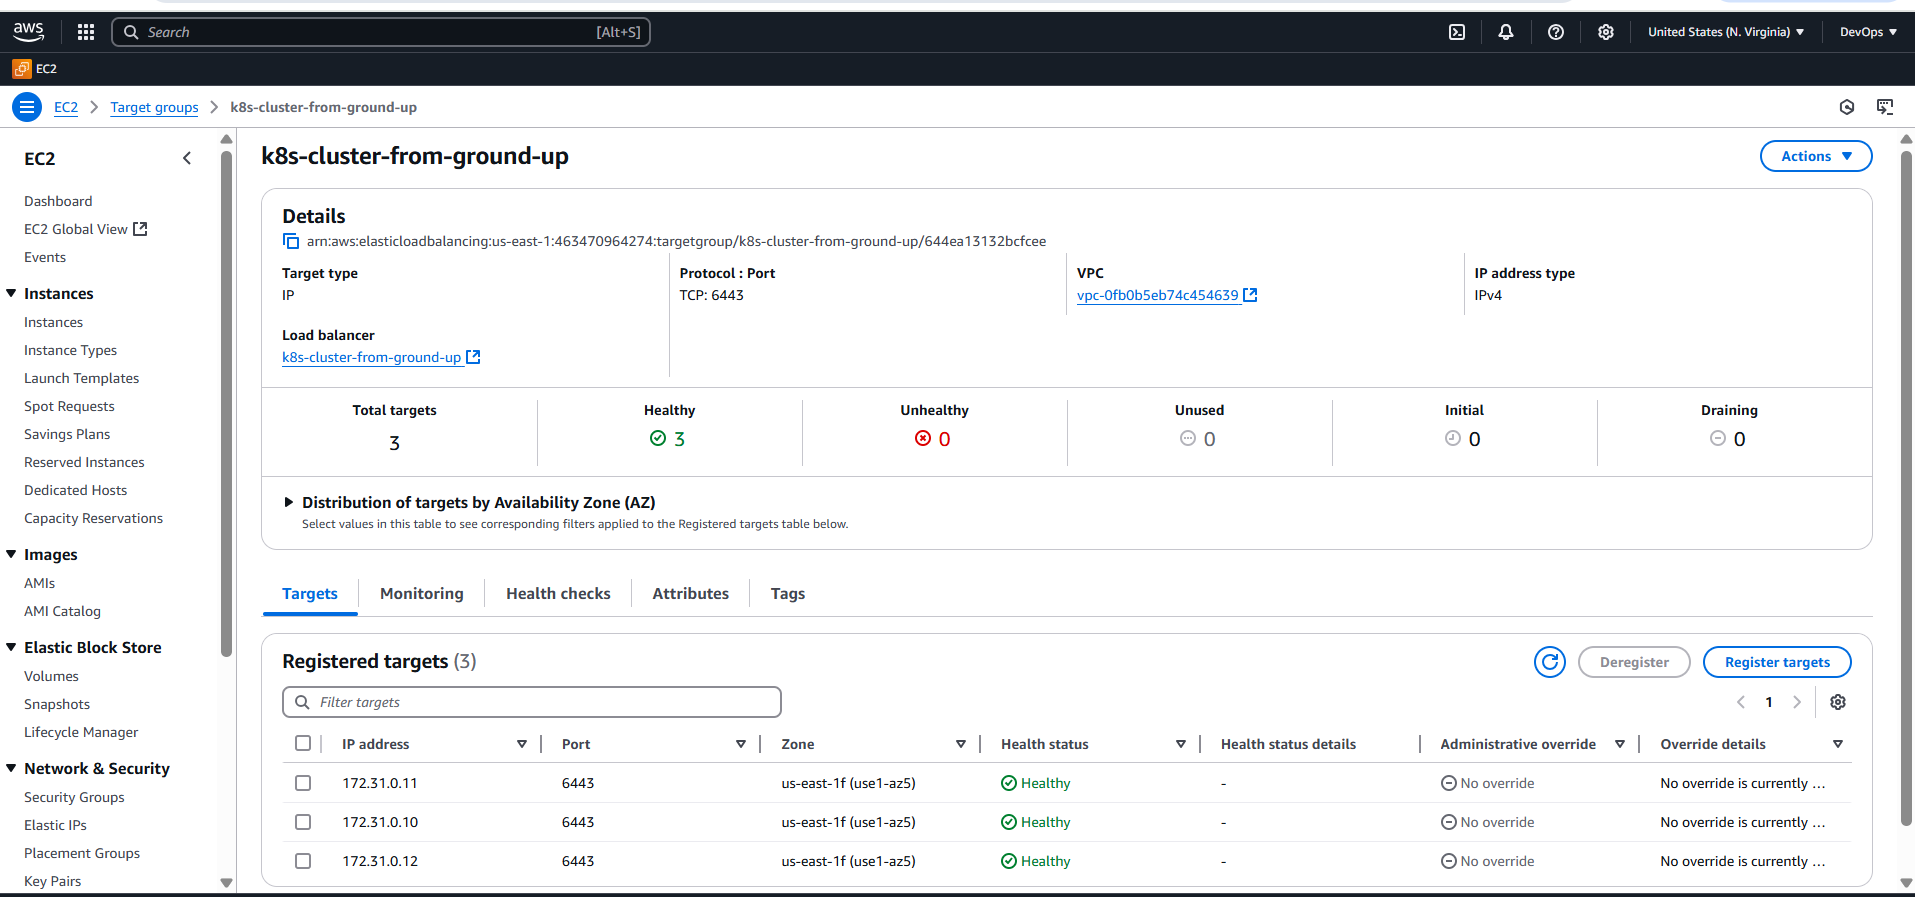 aws
Search [Alt+S]
United States (N. Virginia)
DevOps
EC2
EC2 > Target groups > k8s-cluster-from-ground-up
EC2
Dashboard
EC2 Global View
Events
Instances
Instances
Instance Types
Launch Templates
Spot Requests
Savings Plans
Reserved Instances
Dedicated Hosts
Capacity Reservations
Images
AMIs
AMI Catalog
Elastic Block Store
Volumes
Snapshots
Lifecycle Manager
Network & Security
Security Groups
Elastic IPs
Placement Groups
Key Pairs
k8s-cluster-from-ground-up
Actions
Details
arn:aws:elasticloadbalancing:us-east-1:463470964274:targetgroup/k8s-cluster-from-ground-up/644ea13132bcfcee
Target type
IP
Protocol : Port
TCP: 6443
VPC
vpc-0fb0b5eb74c454639
IP address type
IPv4
Load balancer
k8s-cluster-from-ground-up
Total targets
3
Healthy
3
Unhealthy
0
Unused
0
Initial
0
Draining
0
Distribution of targets by Availability Zone (AZ)
Select values in this table to see corresponding filters applied to the Registered targets table below.
Targets Monitoring Health checks Attributes Tags
Registered targets (3)
Deregister
Register targets
Filter targets
1
IP address Port Zone Health status Health status details Administrative override Override details
172.31.0.11 6443 us-east-1f (use1-az5) Healthy - No override No override is currently ...
172.31.0.10 6443 us-east-1f (use1-az5) Healthy - No override No override is currently ...
172.31.0.12 6443 us-east-1f (use1-az5) Healthy - No override No override is currently ...